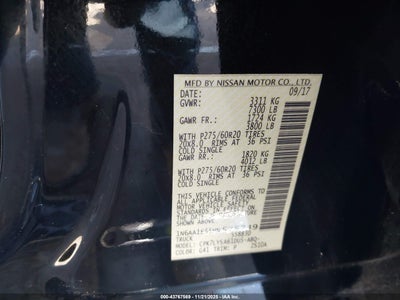 MFD BY NISSAN MOTOR CO., LTD.
DATE: 09/17
GVWR: 3311 KG
7300 LB
GAWR FR.: 1724 KG
3800 LB
WITH P275/60R20 TIRES
20x8.0 RIMS AT 36 PSI
COLD SINGLE
GAWR RR.: 1820 KG
4012 LB
WITH P275/60R20 TIRES
20x8.0 RIMS AT 36 PSI
COLD SINGLE
THIS VEHICLE CONFORMS TO ALL
APPLICABLE FEDERAL MOTOR
VEHICLE SAFETY
STANDARDS IN EFFECT ON
THE DATE OF MANUFACTURE
SHOWN ABOVE
TRUCK
MODEL:
COLOR: TRIM:
ID: 43767569 | 11/21/2025 - IAA Inc.